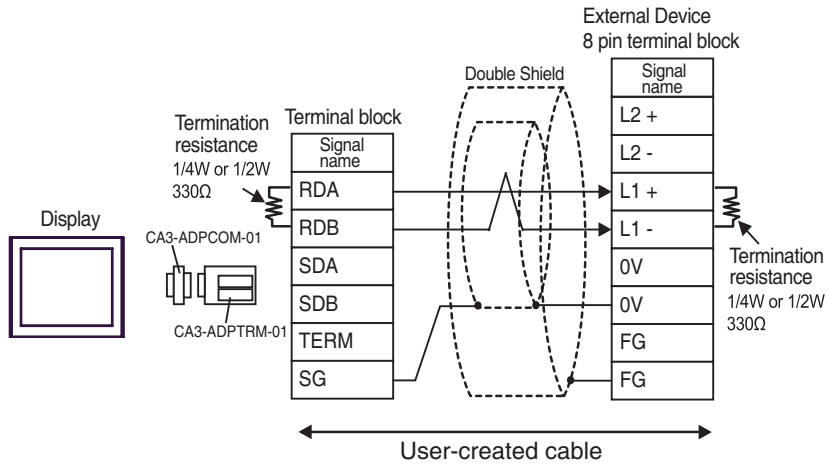 External Device
8 pin terminal block
Double Shield
Signal
name
L2 +
L2 -
L1 +
L1 -
0V
0V
FG
FG
Termination
resistance
1/4W or 1/2W
330Ω
Terminal block
Signal
name
RDA
RDB
SDA
SDB
TERM
SG
Termination
resistance
1/4W or 1/2W
330Ω
Display
CA3-ADPCOM-01
CA3-ADPTRM-01
User-created cable